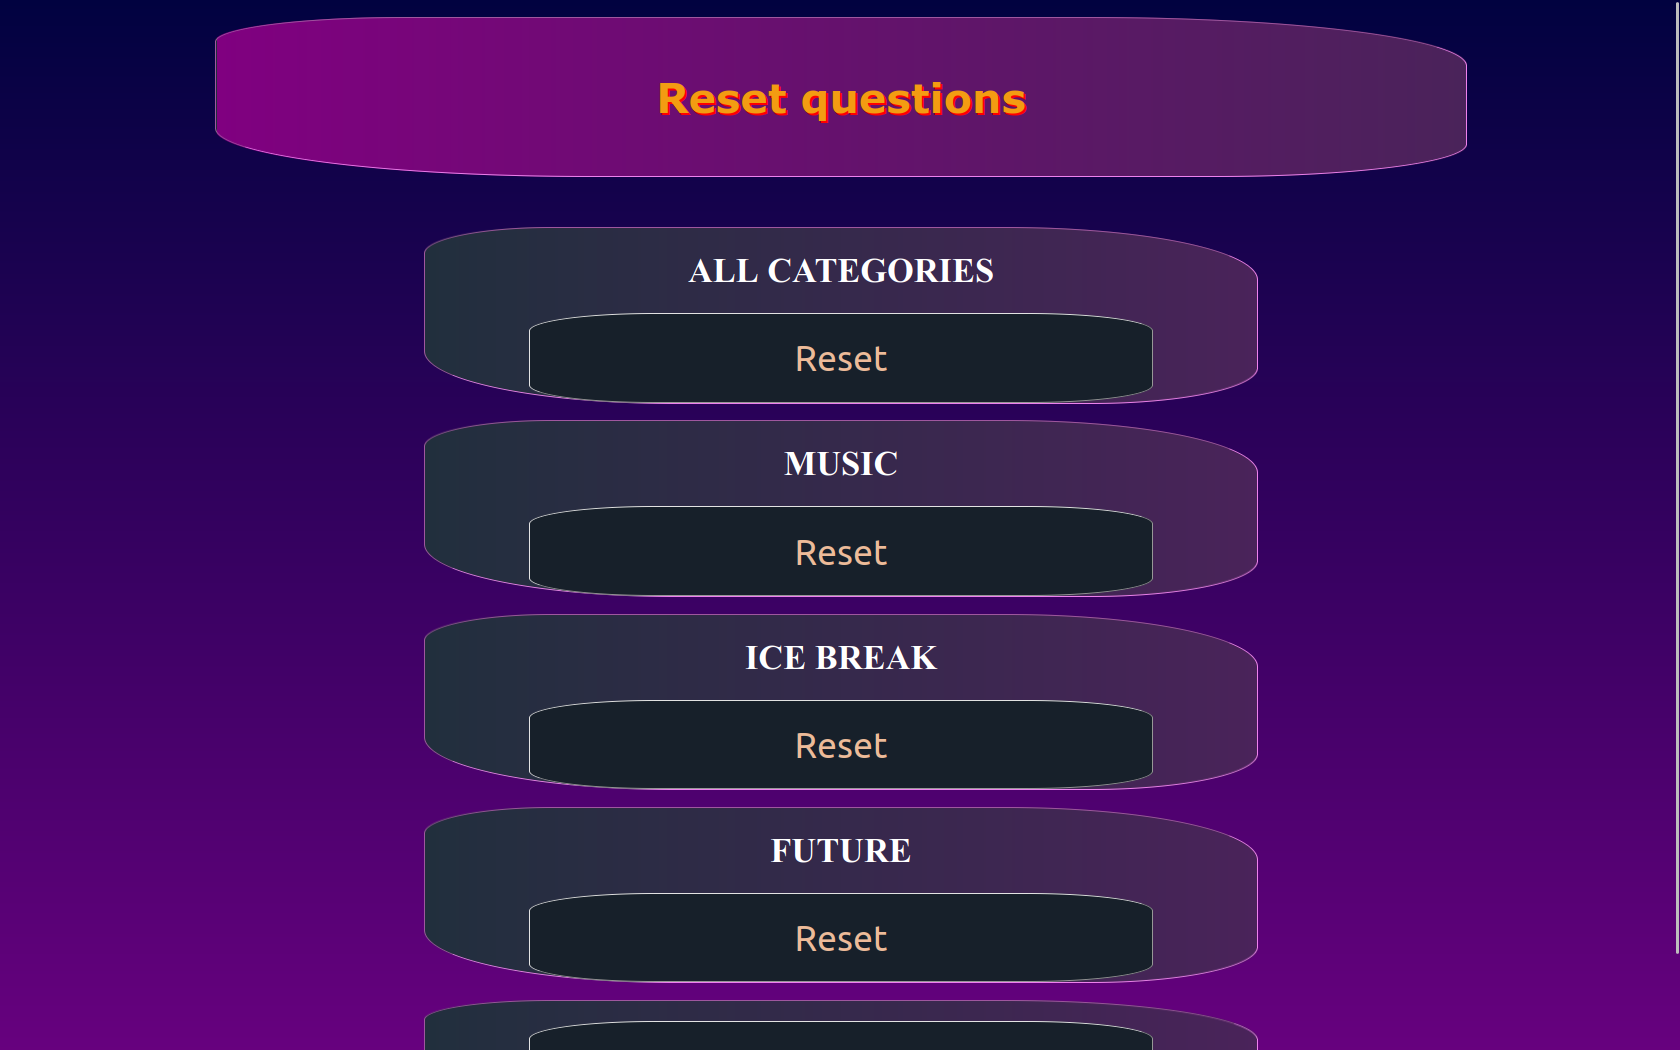 Reset questions
ALL CATEGORIES
Reset
MUSIC
Reset
ICE BREAK
Reset
FUTURE
Reset